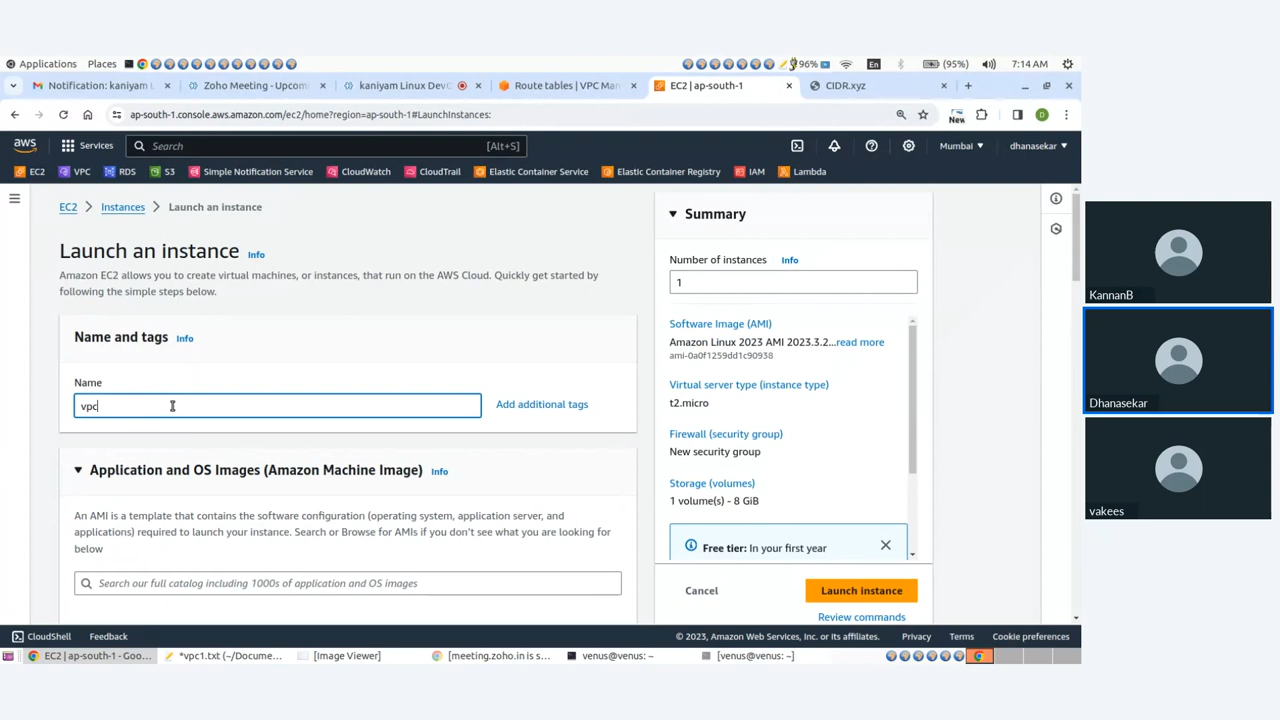 Applications Places 96% En (95%) 7:14 AM
Notification: kaniyam L × Zoho Meeting - Upcom × kaniyam Linux DevO × Route tables | VPC Man × EC2 | ap-south-1 × CIDR.xyz × +
ap-south-1.console.aws.amazon.com/ec2/home?region=ap-south-1#LaunchInstances: New D
aws Services Search [Alt+S] Mumbai dhanasekar
EC2 VPC RDS S3 Simple Notification Service CloudWatch CloudTrail Elastic Container Service Elastic Container Registry IAM Lambda
EC2 > Instances > Launch an instance
Launch an instance Info
Amazon EC2 allows you to create virtual machines, or instances, that run on the AWS Cloud. Quickly get started by
following the simple steps below.
Name and tags Info
Name
vpc
Add additional tags
Application and OS Images (Amazon Machine Image) Info
An AMI is a template that contains the software configuration (operating system, application server, and
applications) required to launch your instance. Search or Browse for AMIs if you don't see what you are looking for
below
Search our full catalog including 1000s of application and OS images
Summary
Number of instances Info
1
Software Image (AMI)
Amazon Linux 2023 AMI 2023.3.2...read more
ami-0a0f1259dd1c90938
Virtual server type (instance type)
t2.micro
Firewall (security group)
New security group
Storage (volumes)
1 volume(s) - 8 GiB
Free tier: In your first year
Cancel Launch instance
Review commands
CloudShell Feedback © 2023, Amazon Web Services, Inc. or its affiliates. Privacy Terms Cookie preferences
EC2 | ap-south-1 - Goo... *vpc1.txt (~/Docume... [Image Viewer] [meeting.zoho.in is s... venus@venus: ~ [venus@venus: ~]
KannanB
Dhanasekar
vakees